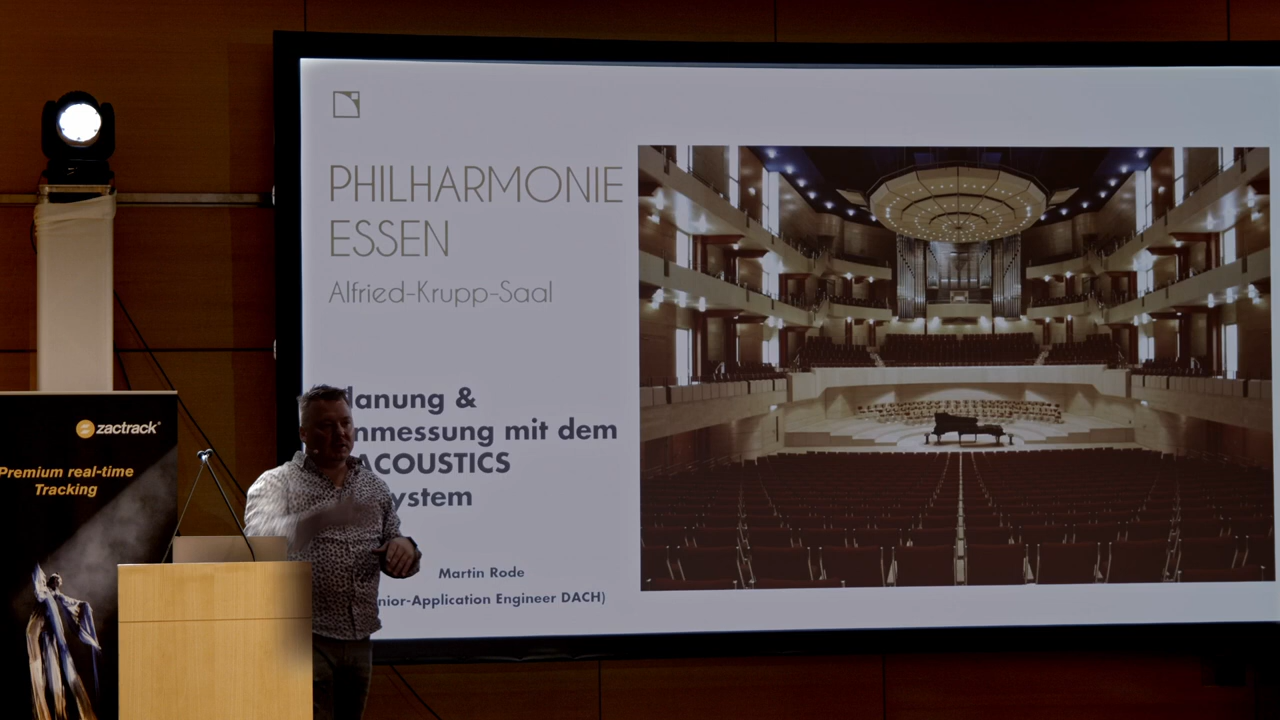 PHILHARMONIE
ESSEN
Alfried-Krupp-Saal
lanung &
nmessung mit dem
ACOUSTICS
ystem
Martin Rode
nior-Application Engineer DACH)
zactrack®
Premium real-time
Tracking